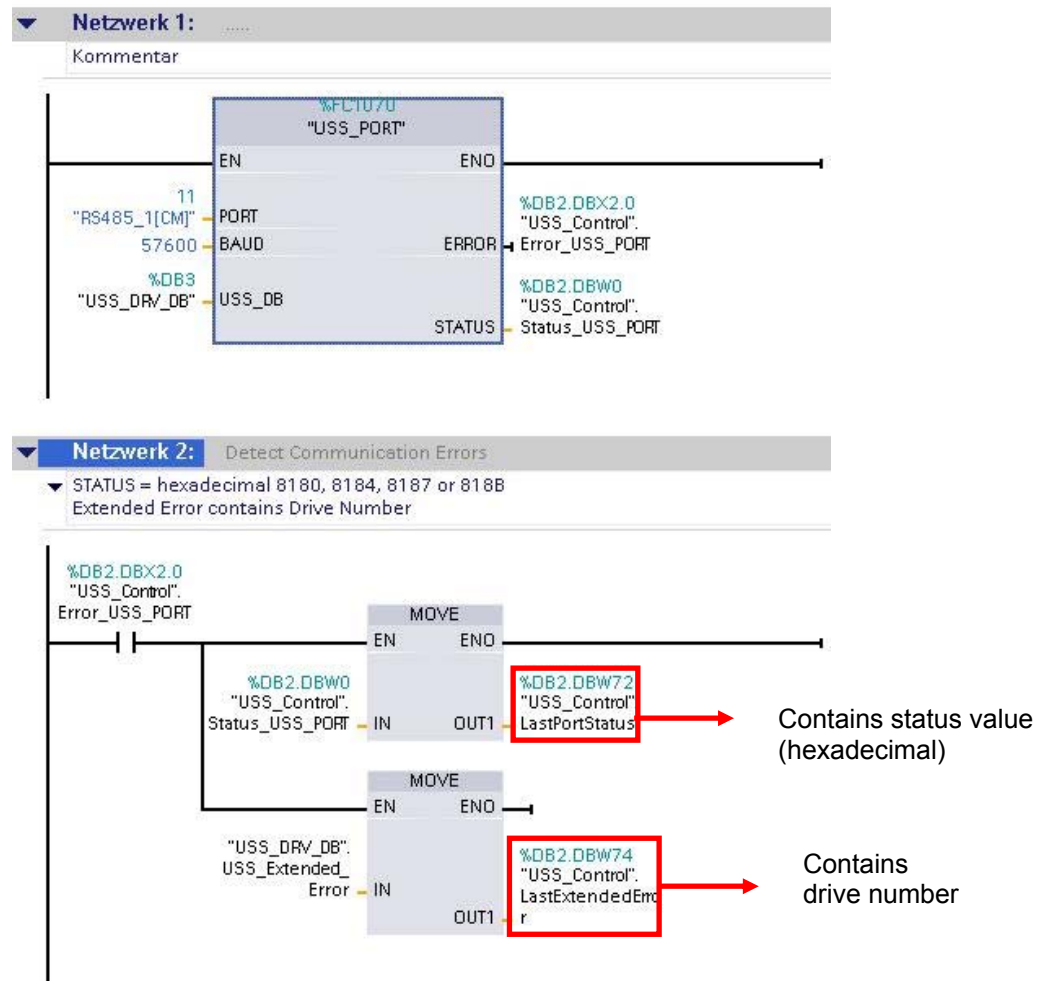 Netzwerk 1: .....
Kommentar
%FC1070
"USS_PORT"
EN ENO
11
"RS485_1[CM]" PORT
57600 BAUD
%DB3
"USS_DRV_DB" USS_DB
%DB2.DBX2.0
"USS_Control".
ERROR Error_USS_PORT
%DB2.DBW0
"USS_Control".
STATUS Status_USS_PORT
Netzwerk 2: Detect Communication Errors
STATUS = hexadecimal 8180, 8184, 8187 or 818B
Extended Error contains Drive Number
%DB2.DBX2.0
"USS_Control".
Error_USS_PORT
MOVE
EN ENO
%DB2.DBW0
"USS_Control".
Status_USS_PORT IN
%DB2.DBW72
"USS_Control"
OUT1 LastPortStatus
Contains status value
(hexadecimal)
MOVE
EN ENO
"USS_DRV_DB".
USS_Extended_
Error IN
%DB2.DBW74
"USS_Control".
LastExtendedErro
OUT1 r
Contains
drive number